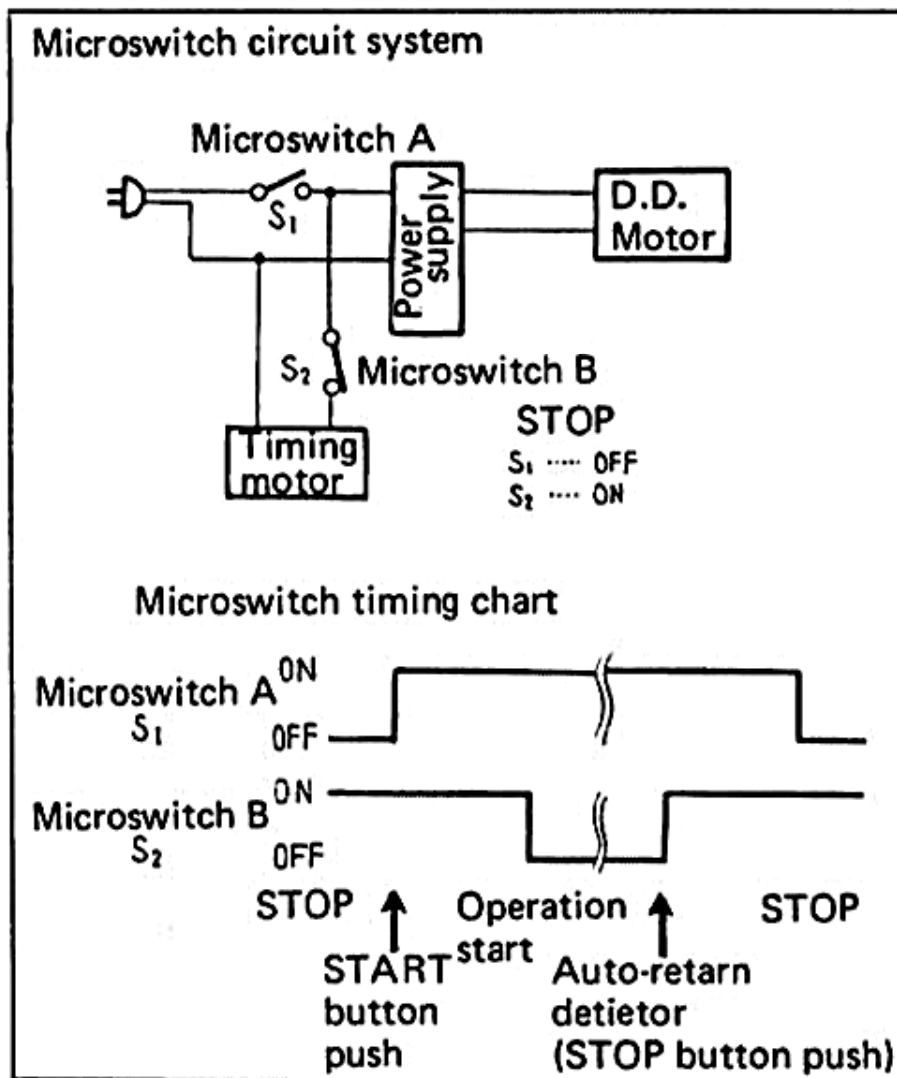 Microswitch circuit system
Microswitch A
S₁
Power
supply
D.D.
Motor
S₂ Microswitch B
Timing
motor
STOP
S₁ ····· OFF
S₂ ···· ON
Microswitch timing chart
Microswitch A ON
S₁ OFF
Microswitch B ON
S₂ OFF
STOP
START
button
push
Operation
start
Auto-retarn
detietor
(STOP button push)
STOP